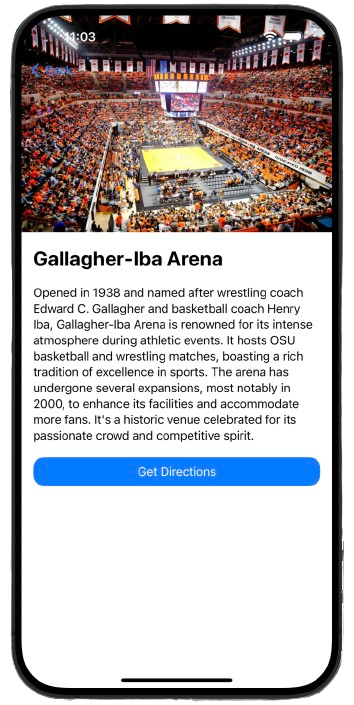 11:03
Gallagher-Iba Arena
Opened in 1938 and named after wrestling coach
Edward C. Gallagher and basketball coach Henry
Iba, Gallagher-Iba Arena is renowned for its intense
atmosphere during athletic events. It hosts OSU
basketball and wrestling matches, boasting a rich
tradition of excellence in sports. The arena has
undergone several expansions, most notably in
2000, to enhance its facilities and accommodate
more fans. It's a historic venue celebrated for its
passionate crowd and competitive spirit.
Get Directions